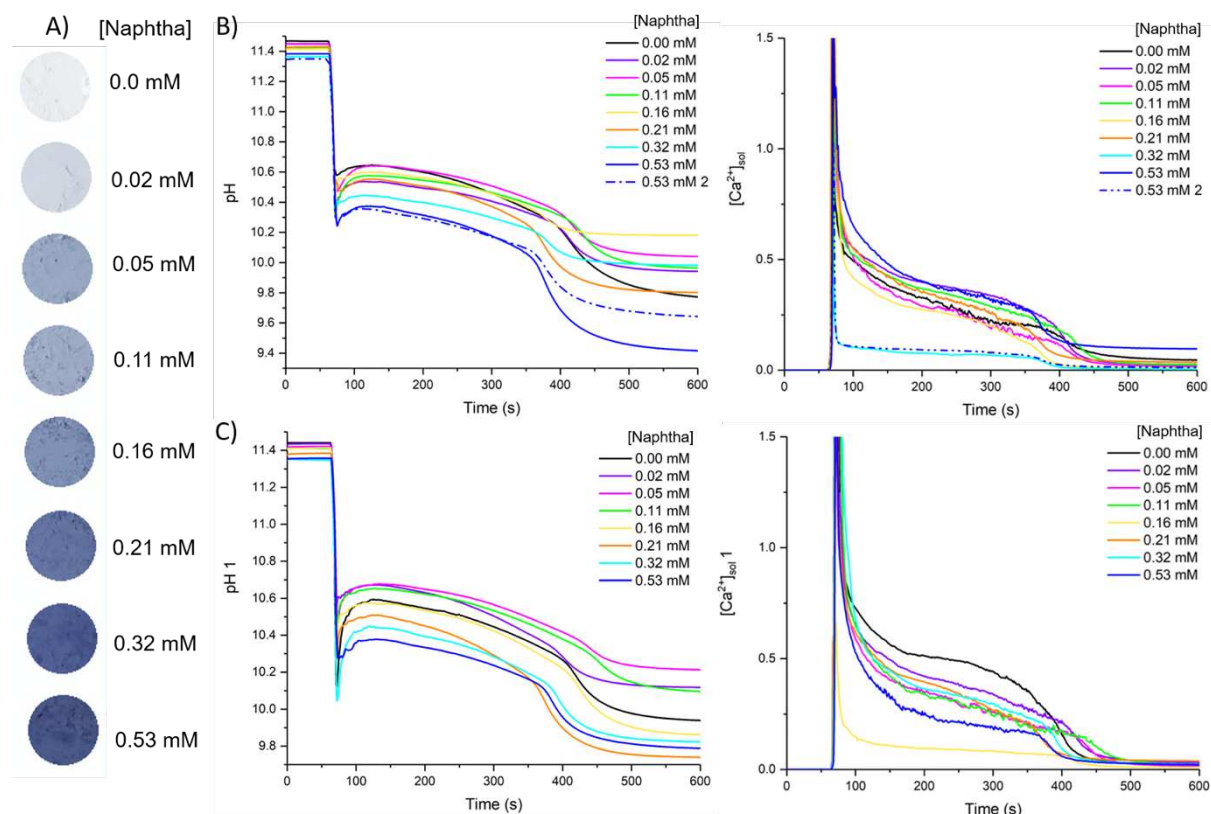 A) [Naphtha]
0.0 mM
0.02 mM
0.05 mM
0.11 mM
0.16 mM
0.21 mM
0.32 mM
0.53 mM
B)
[Naphtha]
0.00 mM
0.02 mM
0.05 mM
0.11 mM
0.16 mM
0.21 mM
0.32 mM
0.53 mM
0.53 mM 2
pH
11.4
11.2
11.0
10.8
10.6
10.4
10.2
10.0
9.8
9.6
9.4
0 100 200 300 400 500 600
Time (s)
[Naphtha]
0.00 mM
0.02 mM
0.05 mM
0.11 mM
0.16 mM
0.21 mM
0.32 mM
0.53 mM
0.53 mM 2
[Ca²⁺]sol
1.5
1.0
0.5
0.0
0 100 200 300 400 500 600
Time (s)
C)
[Naphtha]
0.00 mM
0.02 mM
0.05 mM
0.11 mM
0.16 mM
0.21 mM
0.32 mM
0.53 mM
pH 1
11.4
11.2
11.0
10.8
10.6
10.4
10.2
10.0
9.8
0 100 200 300 400 500 600
Time (s)
[Naphtha]
0.00 mM
0.02 mM
0.05 mM
0.11 mM
0.16 mM
0.21 mM
0.32 mM
0.53 mM
[Ca²⁺]sol 1
1.5
1.0
0.5
0.0
0 100 200 300 400 500 600
Time (s)